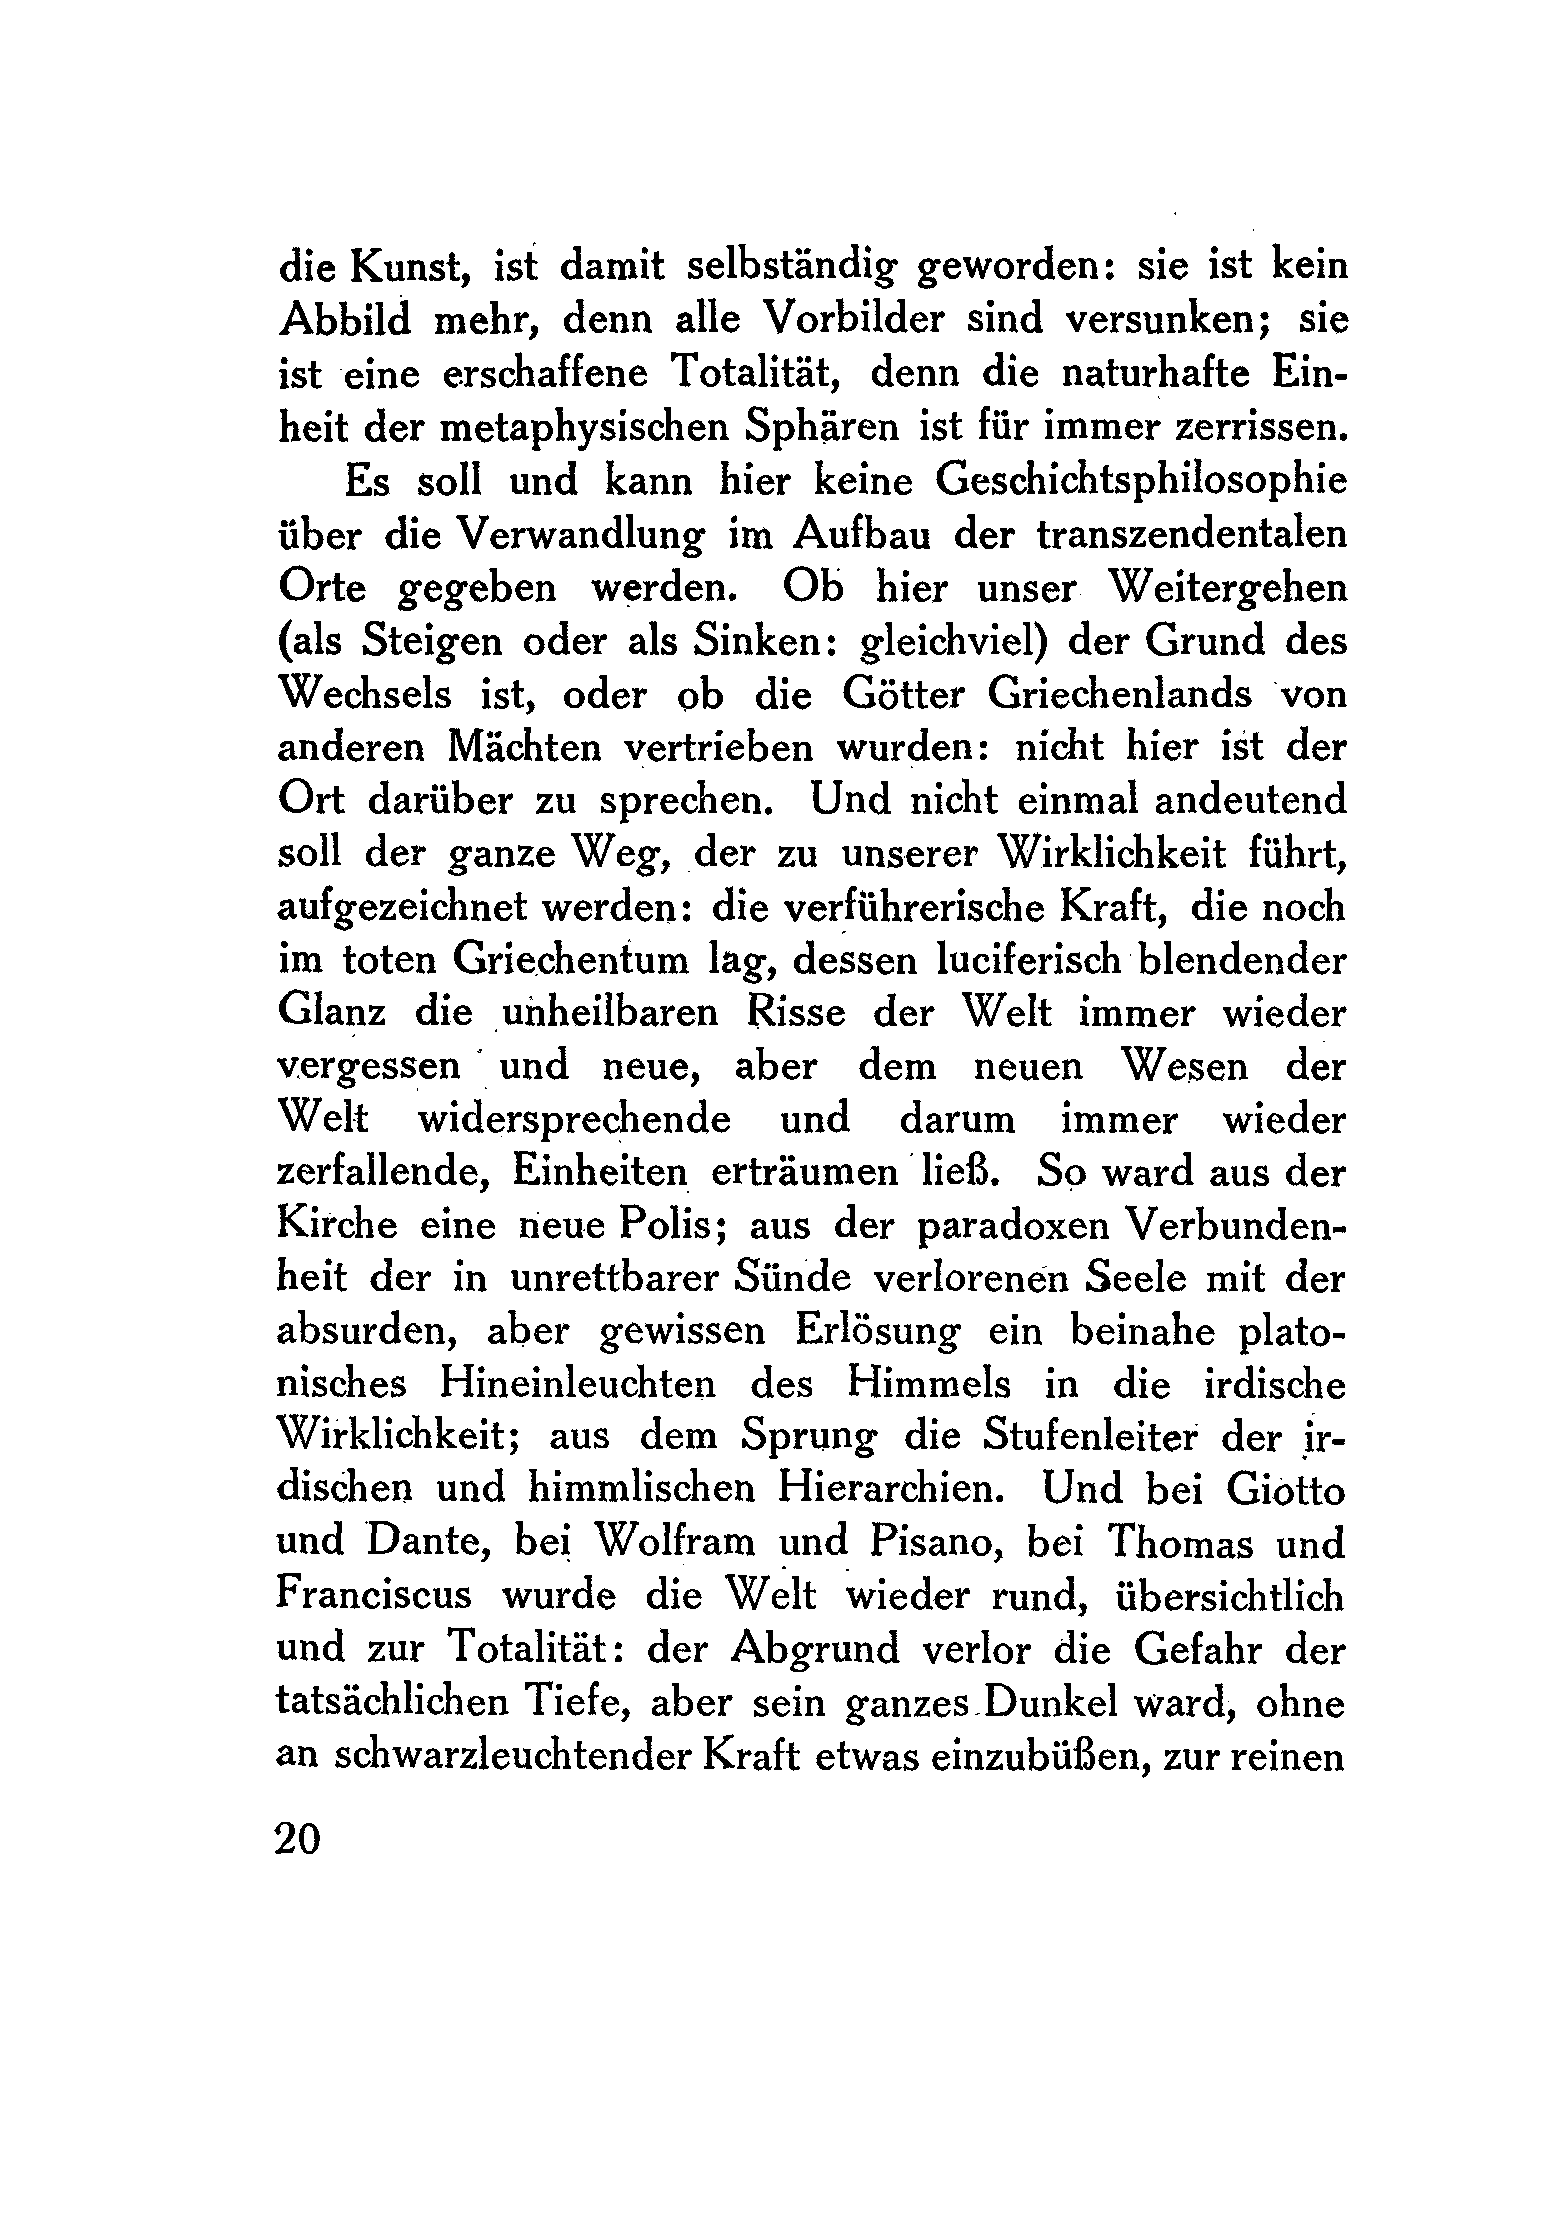 die Kunst, ist damit selbständig geworden: sie ist kein
Abbild mehr, denn alle Vorbilder sind versunken; sie
ist eine erschaffene Totalität, denn die naturhafte Ein-
heit der metaphysischen Sphären ist für immer zerrissen.
Es soll und kann hier keine Geschichtsphilosophie
über die Verwandlung im Aufbau der transzendentalen
Orte gegeben werden. Ob hier unser Weitergehen
(als Steigen oder als Sinken: gleichviel) der Grund des
Wechsels ist, oder ob die Götter Griechenlands von
anderen Mächten vertrieben wurden: nicht hier ist der
Ort darüber zu sprechen. Und nicht einmal andeutend
soll der ganze Weg, der zu unserer Wirklichkeit führt,
aufgezeichnet werden: die verführerische Kraft, die noch
im toten Griechentum lag, dessen luciferisch blendender
Glanz die unheilbaren Risse der Welt immer wieder
vergessen und neue, aber dem neuen Wesen der
Welt widersprechende und darum immer wieder
zerfallende, Einheiten erträumen ließ. So ward aus der
Kirche eine neue Polis; aus der paradoxen Verbunden-
heit der in unrettbarer Sünde verlorenen Seele mit der
absurden, aber gewissen Erlösung ein beinahe plato-
nisches Hineinleuchten des Himmels in die irdische
Wirklichkeit; aus dem Sprung die Stufenleiter der ir-
dischen und himmlischen Hierarchien. Und bei Giotto
und Dante, bei Wolfram und Pisano, bei Thomas und
Franciscus wurde die Welt wieder rund, übersichtlich
und zur Totalität: der Abgrund verlor die Gefahr der
tatsächlichen Tiefe, aber sein ganzes Dunkel ward, ohne
an schwarzleuchtender Kraft etwas einzubüßen, zur reinen
20